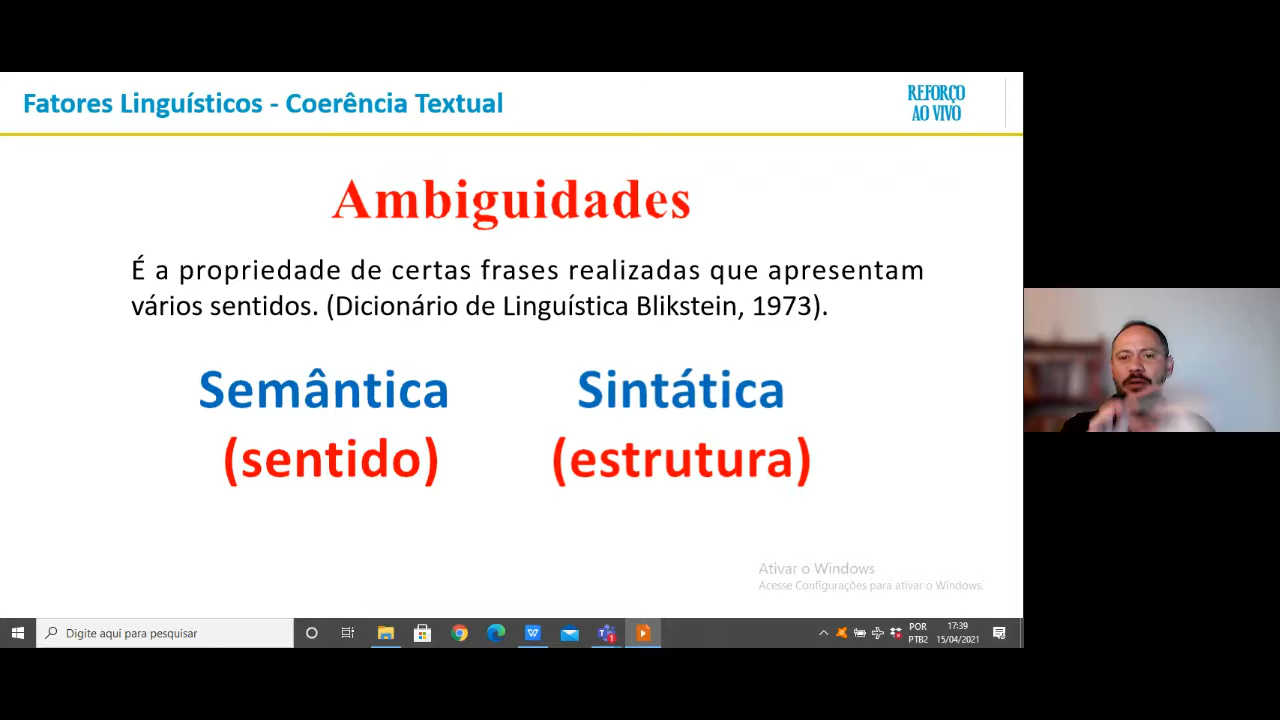 Fatores Linguísticos - Coerência Textual
REFORÇO
AO VIVO
Ambiguidades
É a propriedade de certas frases realizadas que apresentam
vários sentidos. (Dicionário de Linguística Blikstein, 1973).
Semântica
Sintática
(sentido)
(estrutura)
Ativar o Windows
Acesse Configurações para ativar o Windows.
Digite aqui para pesquisar
POR
PTB2
17:39
15/04/2021